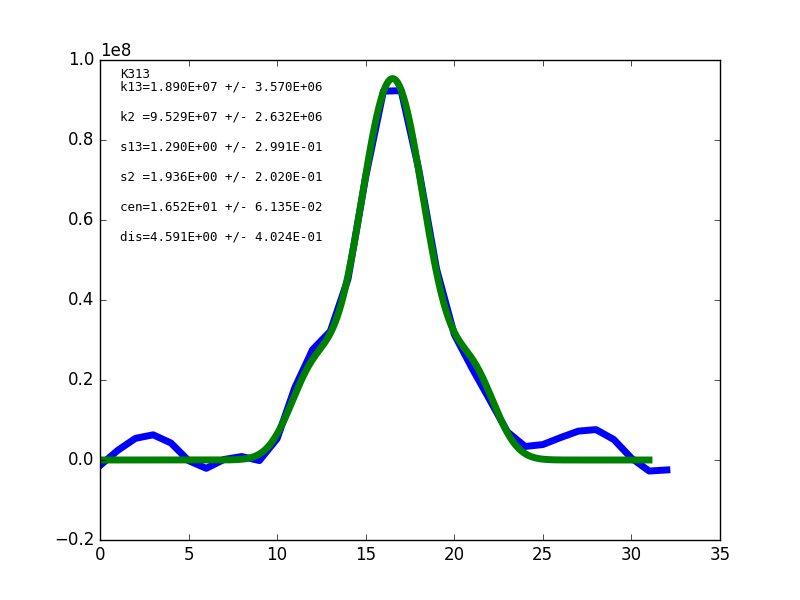 1e8
1.0
K313
k13=1.890E+07 +/- 3.570E+06
k2 =9.529E+07 +/- 2.632E+06
0.8
s13=1.290E+00 +/- 2.991E-01
s2 =1.936E+00 +/- 2.020E-01
cen=1.652E+01 +/- 6.135E-02
0.6
dis=4.591E+00 +/- 4.024E-01
0.4
0.2
0.0
−0.2
0 5 10 15 20 25 30 35